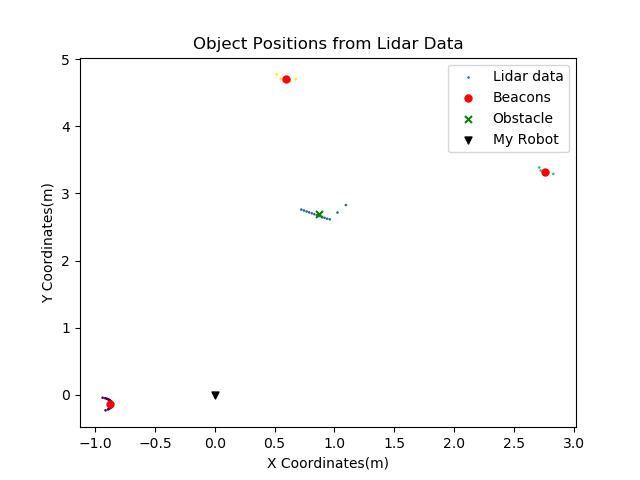 Object Positions from Lidar Data
Lidar data
Beacons
Obstacle
My Robot
Y Coordinates(m)
5
4
3
2
1
0
−1.0 −0.5 0.0 0.5 1.0 1.5 2.0 2.5 3.0
X Coordinates(m)